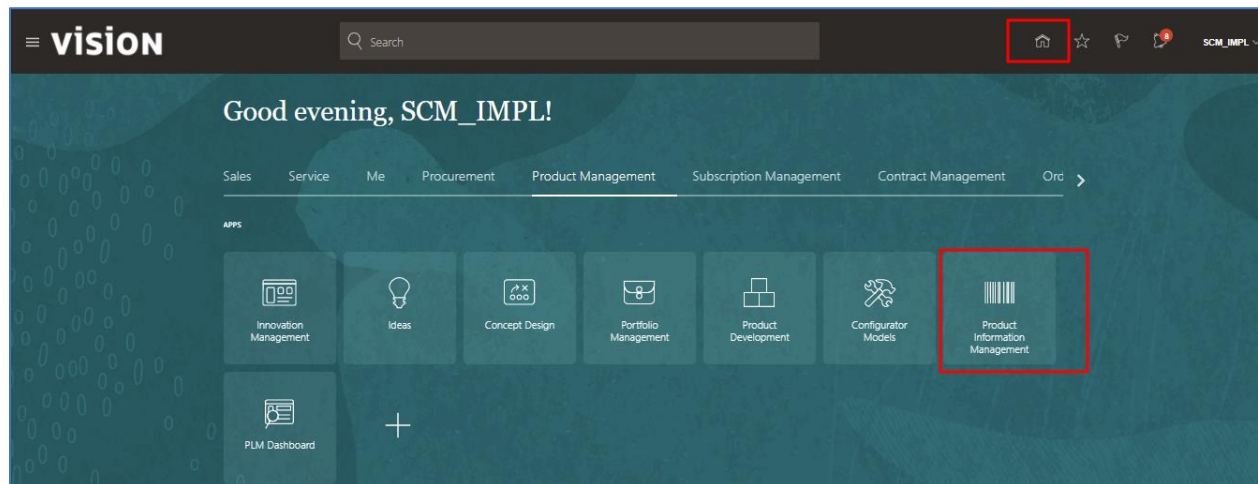 VISION
Search
8
SCM_IMPL
Good evening, SCM_IMPL!
Sales Service Me Procurement Product Management Subscription Management Contract Management Ord
APPS
Innovation Management
Ideas
Concept Design
Portfolio Management
Product Development
Configurator Models
Product Information Management
PLM Dashboard